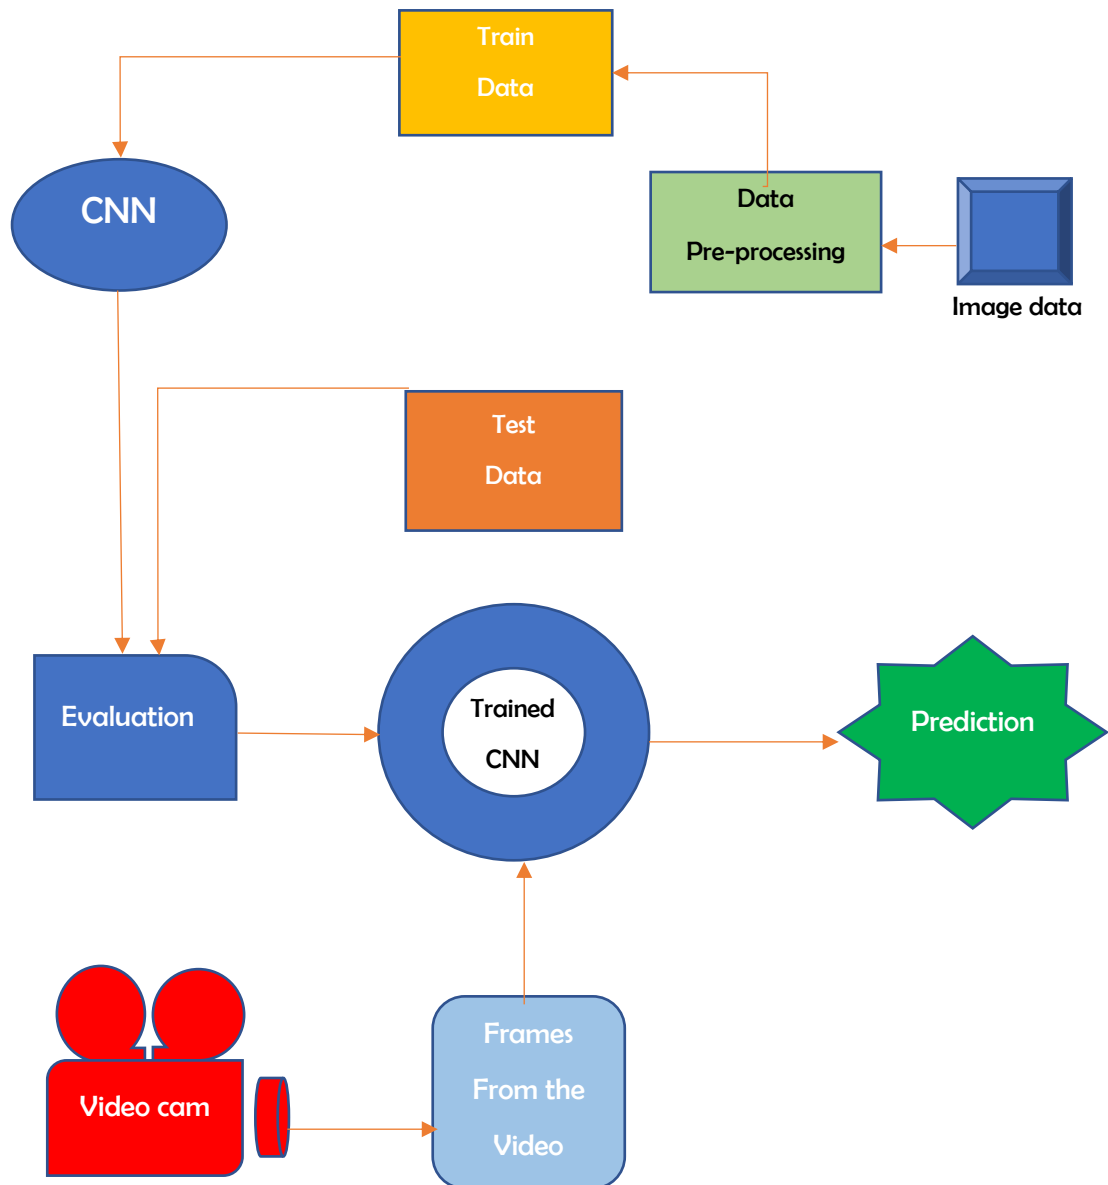 Train
Data
CNN
Data
Pre-processing
Image data
Test
Data
Evaluation
Trained
CNN
Prediction
Video cam
Frames
From the
Video